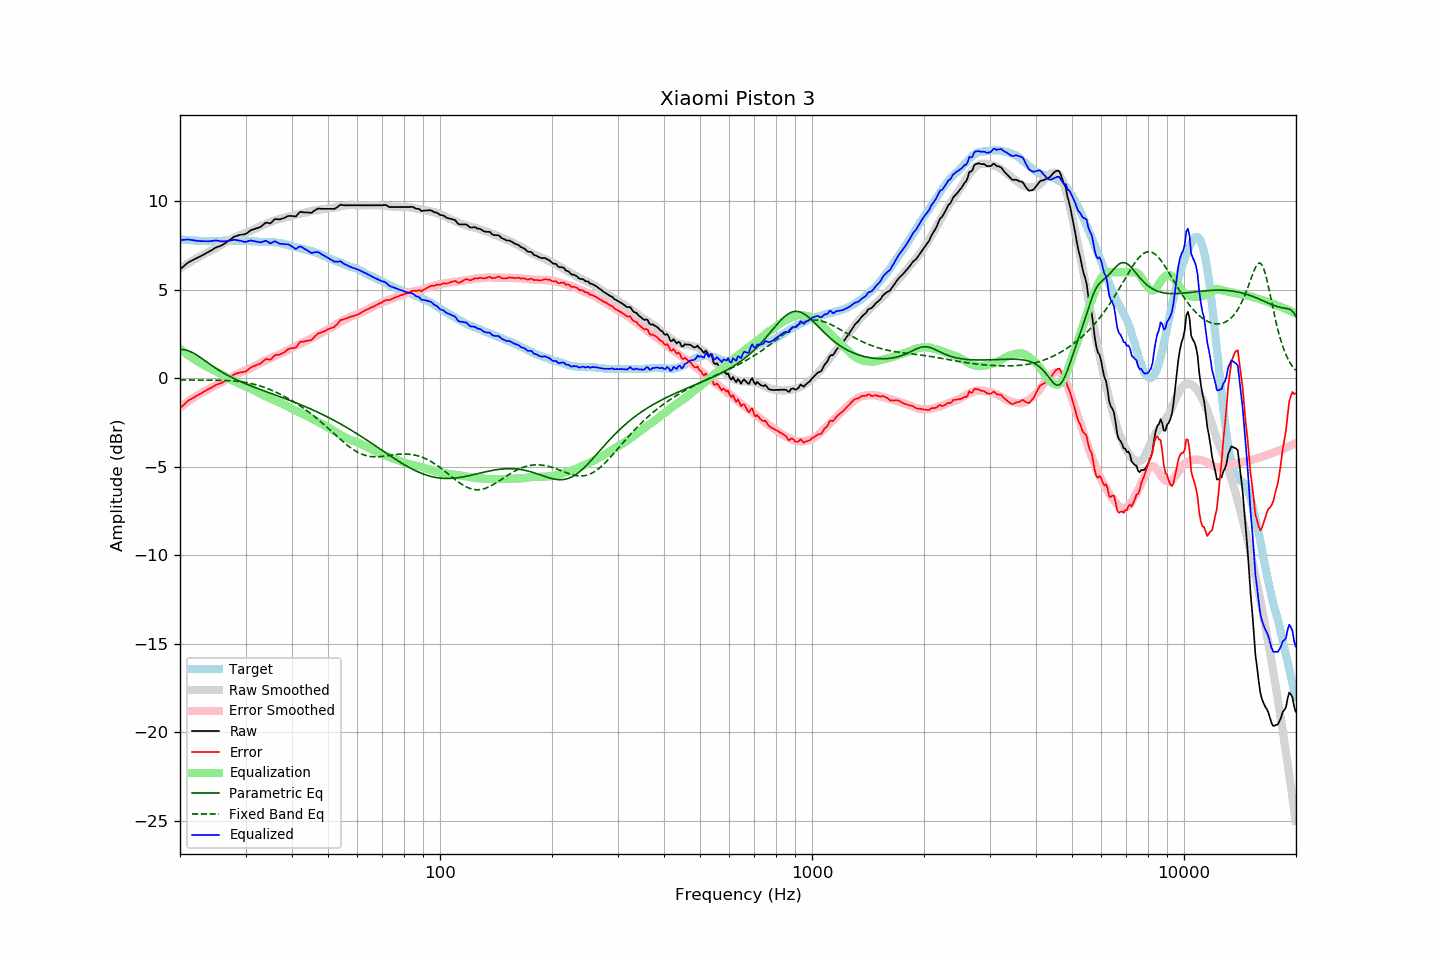 Xiaomi Piston 3
Amplitude (dBr)
10
5
0
−5
−10
−15
−20
−25
Target
Raw Smoothed
Error Smoothed
Raw
Error
Equalization
Parametric Eq
Fixed Band Eq
Equalized
100
1000
10000
Frequency (Hz)